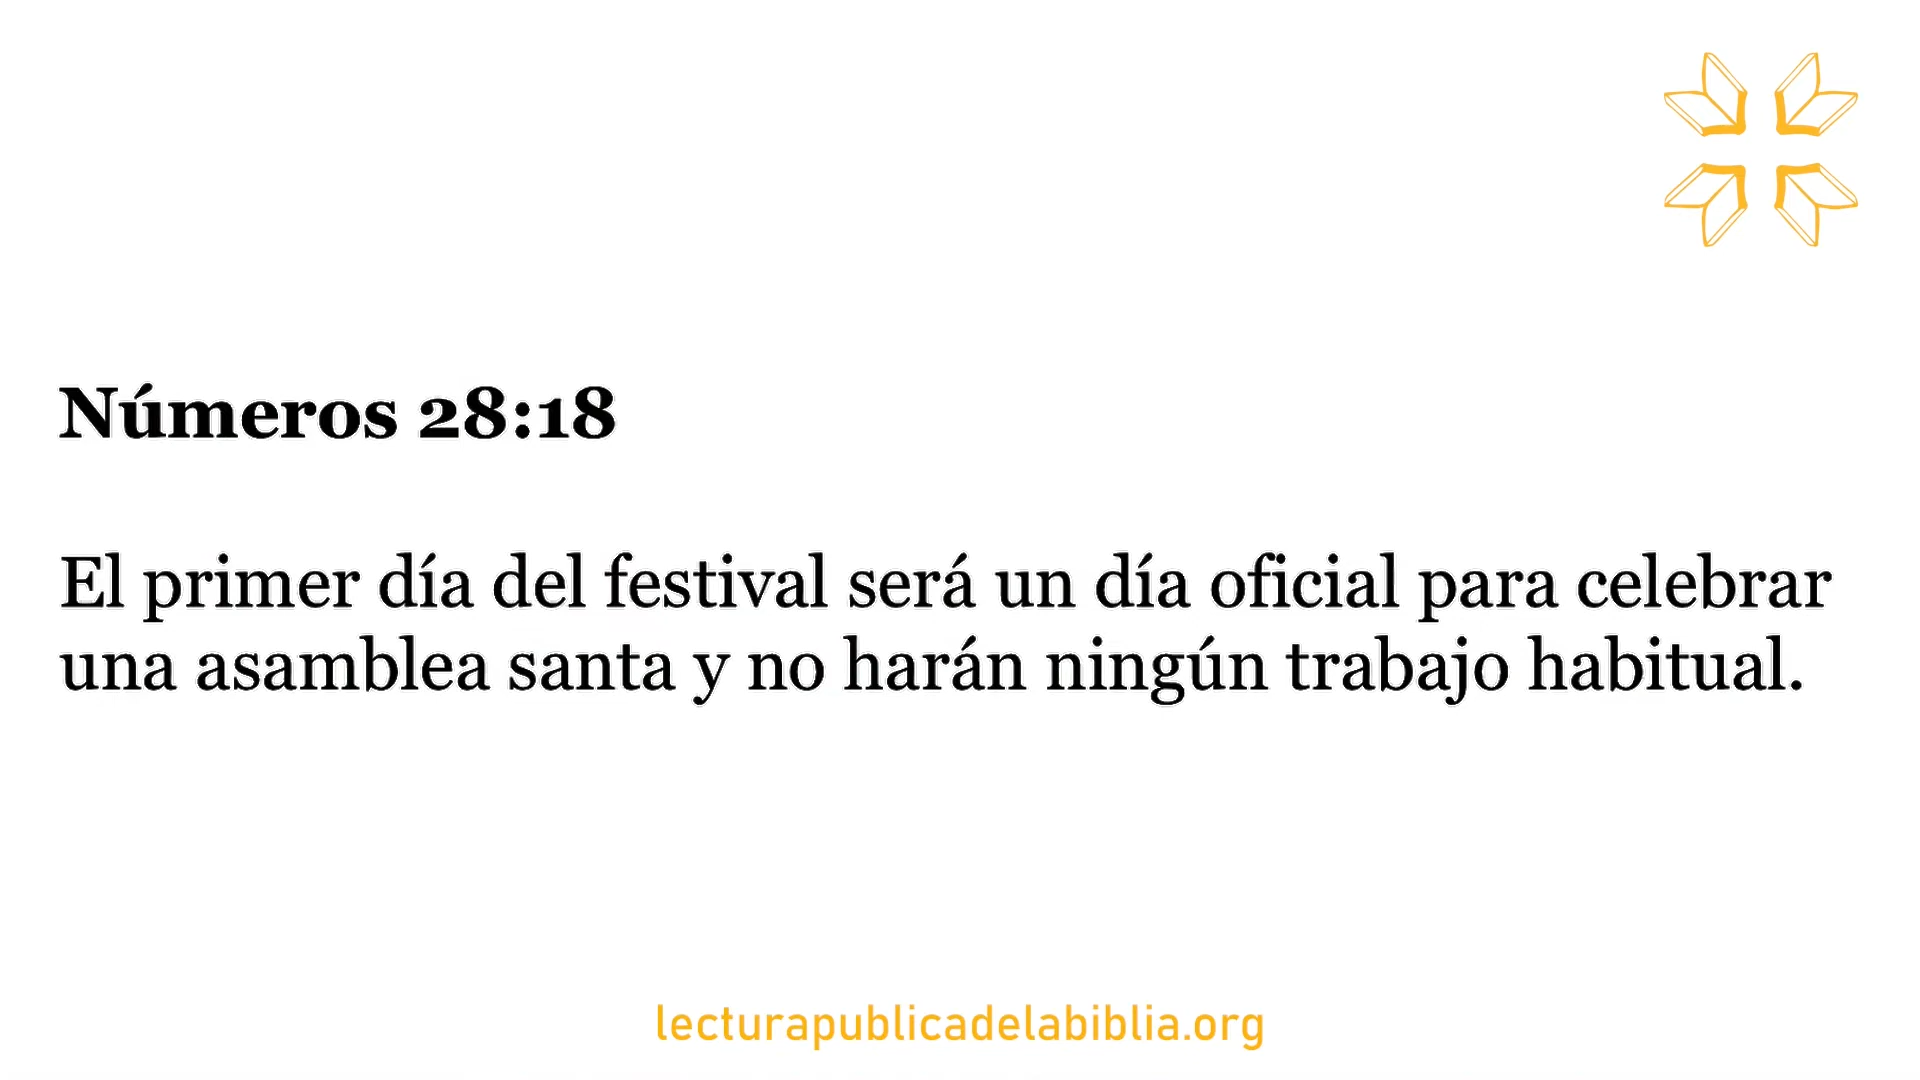 Números 28:18
El primer día del festival será un día oficial para celebrar
una asamblea santa y no harán ningún trabajo habitual.
lecturapublicadelabiblia.org